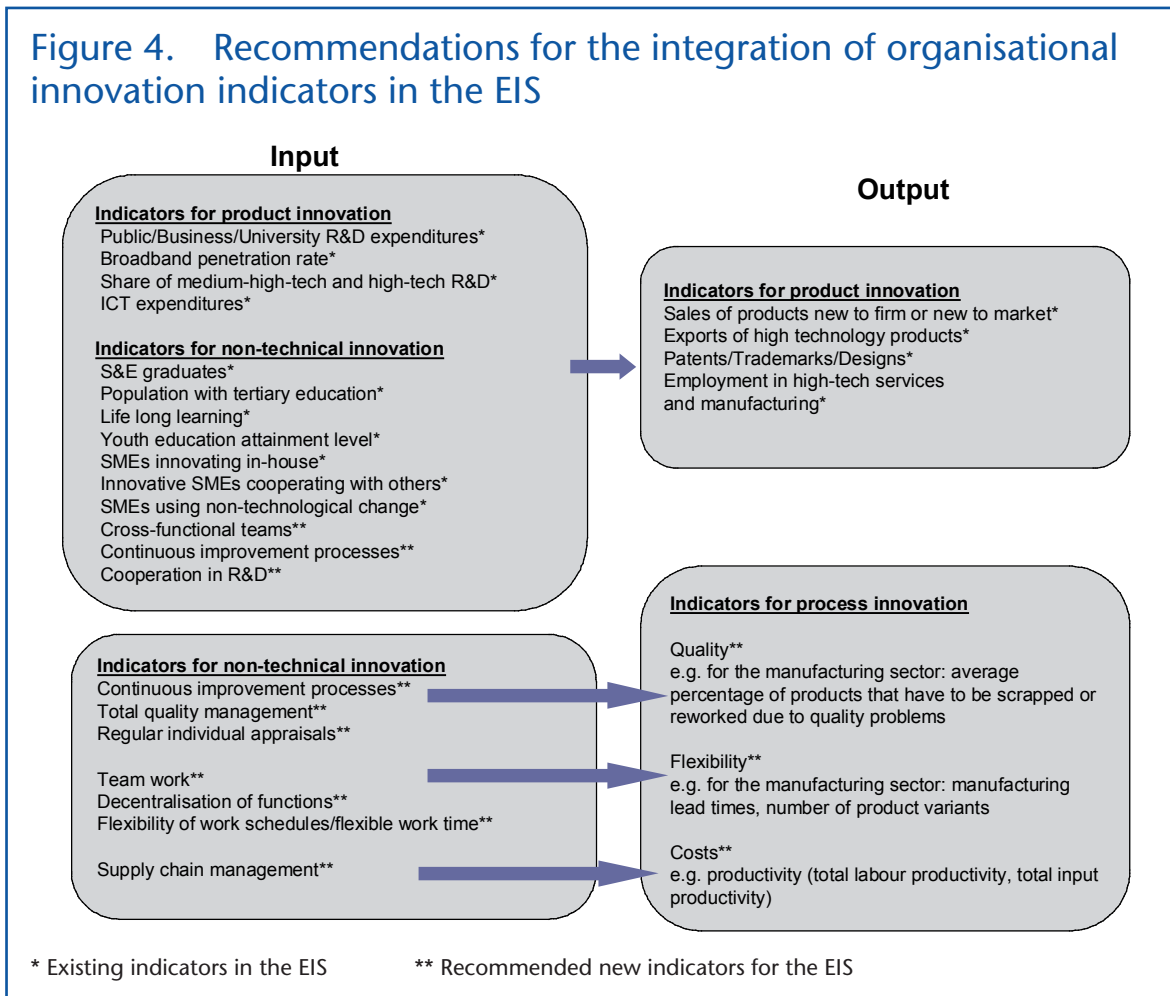 Figure 4. Recommendations for the integration of organisational
innovation indicators in the EIS
Input
Indicators for product innovation
Public/Business/University R&D expenditures*
Broadband penetration rate*
Share of medium-high-tech and high-tech R&D*
ICT expenditures*
Indicators for non-technical innovation
S&E graduates*
Population with tertiary education*
Life long learning*
Youth education attainment level*
SMEs innovating in-house*
Innovative SMEs cooperating with others*
SMEs using non-technological change*
Cross-functional teams**
Continuous improvement processes**
Cooperation in R&D**
Indicators for non-technical innovation
Continuous improvement processes**
Total quality management**
Regular individual appraisals**
Team work**
Decentralisation of functions**
Flexibility of work schedules/flexible work time**
Supply chain management**
Output
Indicators for product innovation
Sales of products new to firm or new to market*
Exports of high technology products*
Patents/Trademarks/Designs*
Employment in high-tech services
and manufacturing*
Indicators for process innovation
Quality**
e.g. for the manufacturing sector: average
percentage of products that have to be scrapped or
reworked due to quality problems
Flexibility**
e.g. for the manufacturing sector: manufacturing
lead times, number of product variants
Costs**
e.g. productivity (total labour productivity, total input
productivity)
* Existing indicators in the EIS ** Recommended new indicators for the EIS